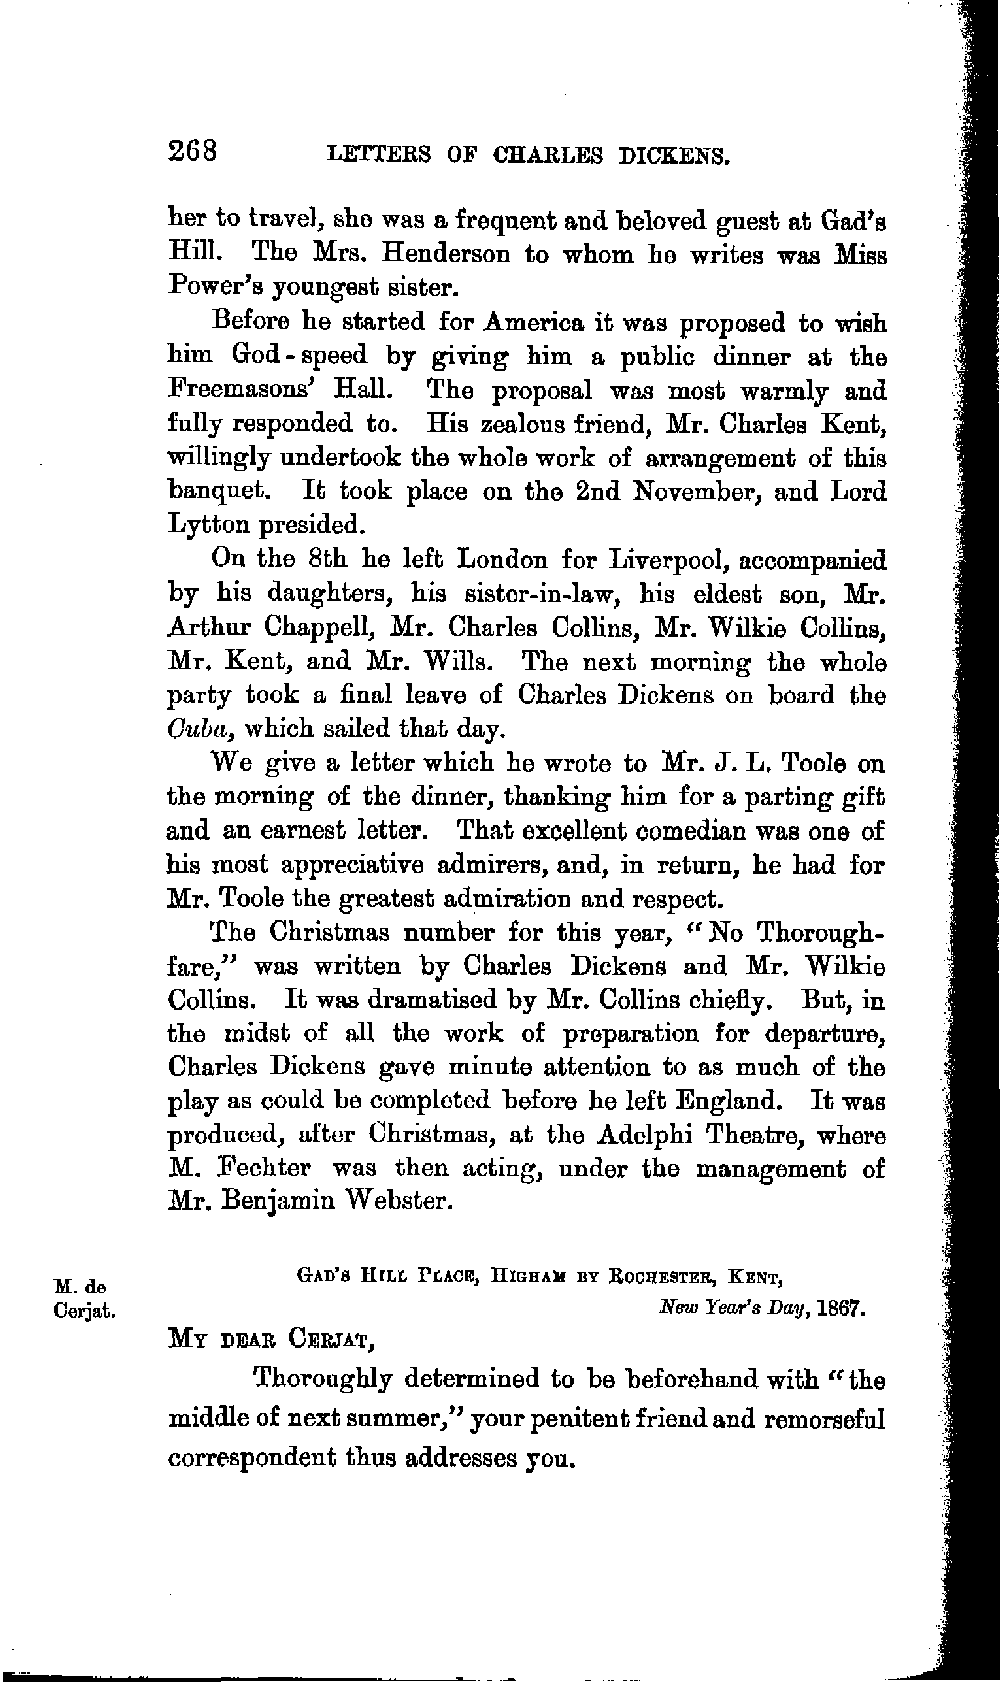 268 LETTERS OF CHARLES DICKENS.
her to travel, she was a frequent and beloved guest at Gad's
Hill. The Mrs. Henderson to whom he writes was Miss
Power's youngest sister.
Before he started for America it was proposed to wish
him God-speed by giving him a public dinner at the
Freemasons' Hall. The proposal was most warmly and
fully responded to. His zealous friend, Mr. Charles Kent,
willingly undertook the whole work of arrangement of this
banquet. It took place on the 2nd November, and Lord
Lytton presided.
On the 8th he left London for Liverpool, accompanied
by his daughters, his sister-in-law, his eldest son, Mr.
Arthur Chappell, Mr. Charles Collins, Mr. Wilkie Collins,
Mr. Kent, and Mr. Wills. The next morning the whole
party took a final leave of Charles Dickens on board the
Cuba, which sailed that day.
We give a letter which he wrote to Mr. J. L. Toole on
the morning of the dinner, thanking him for a parting gift
and an earnest letter. That excellent comedian was one of
his most appreciative admirers, and, in return, he had for
Mr. Toole the greatest admiration and respect.
The Christmas number for this year, "No Thorough-
fare," was written by Charles Dickens and Mr. Wilkie
Collins. It was dramatised by Mr. Collins chiefly. But, in
the midst of all the work of preparation for departure,
Charles Dickens gave minute attention to as much of the
play as could be completed before he left England. It was
produced, after Christmas, at the Adelphi Theatre, where
M. Fechter was then acting, under the management of
Mr. Benjamin Webster.
M. de
Cerjat.
GAD'S HILL PLACE, HIGHAM BY ROCHESTER, KENT,
New Year's Day, 1867.
MY DEAR CERJAT,
Thoroughly determined to be beforehand with "the
middle of next summer," your penitent friend and remorseful
correspondent thus addresses you.